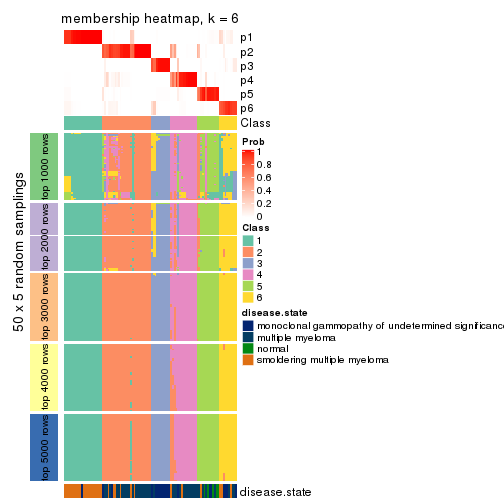 membership heatmap, k = 6
p1
p2
p3
p4
p5
p6
Class
50 x 5 random samplings
top 1000 rows
top 2000 rows
top 3000 rows
top 4000 rows
top 5000 rows
Prob
1
0.8
0.6
0.4
0.2
0
Class
1
2
3
4
5
6
disease.state
monoclonal gammopathy of undetermined significance
multiple myeloma
normal
smoldering multiple myeloma
disease.state